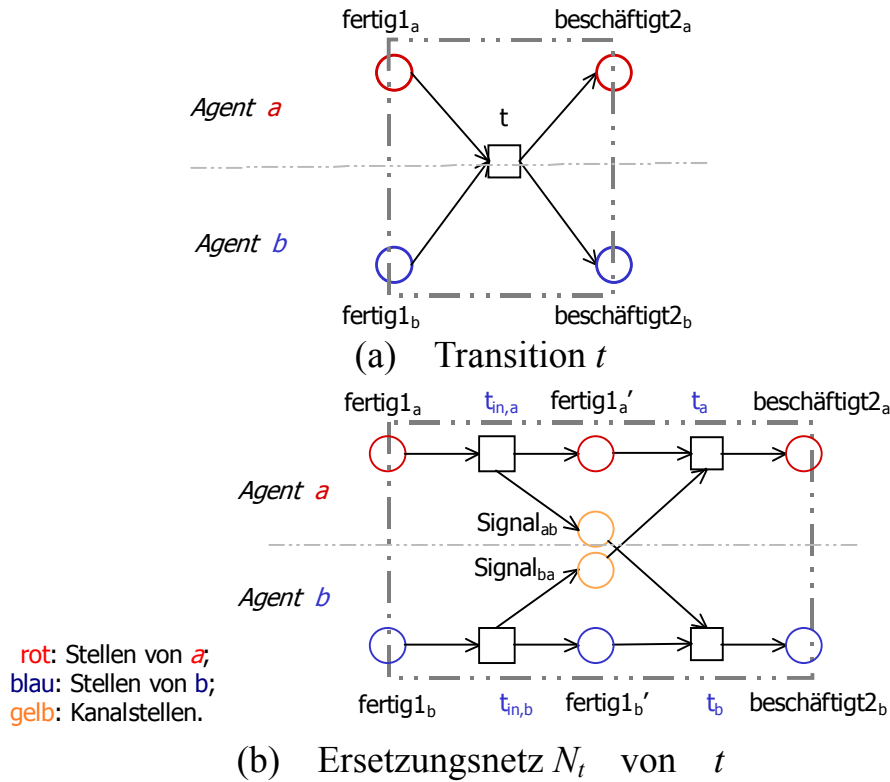 fertig1a beschäftigt2a
Agent a
t
Agent b
fertig1b beschäftigt2b
(a) Transition t
fertig1a tin,a fertig1a’ ta beschäftigt2a
Agent a
Signalab
Signalba
Agent b
rot: Stellen von a;
blau: Stellen von b;
gelb: Kanalstellen.
fertig1b tin,b fertig1b’ tb beschäftigt2b
(b) Ersetzungsnetz Nt von t